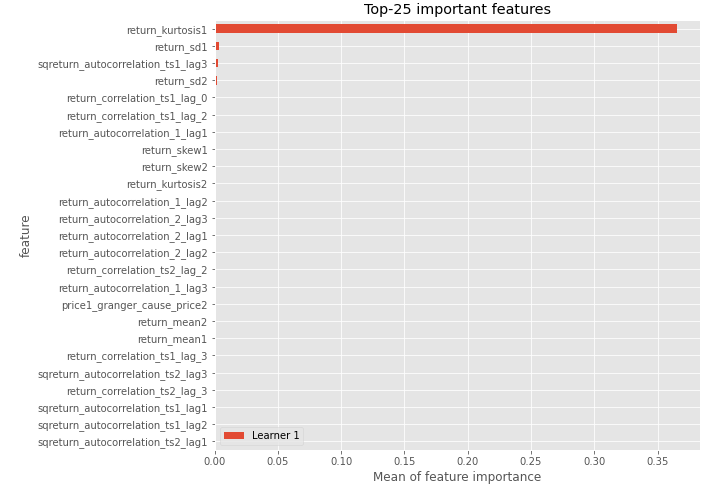 Top-25 important features
return_kurtosis1
return_sd1
sqreturn_autocorrelation_ts1_lag3
return_sd2
return_correlation_ts1_lag_0
return_correlation_ts1_lag_2
return_autocorrelation_1_lag1
return_skew1
return_skew2
return_kurtosis2
return_autocorrelation_1_lag2
return_autocorrelation_2_lag3
return_autocorrelation_2_lag1
return_autocorrelation_2_lag2
return_correlation_ts2_lag_2
return_autocorrelation_1_lag3
price1_granger_cause_price2
return_mean2
return_mean1
return_correlation_ts1_lag_3
sqreturn_autocorrelation_ts2_lag3
return_correlation_ts2_lag_3
sqreturn_autocorrelation_ts1_lag1
sqreturn_autocorrelation_ts1_lag2
sqreturn_autocorrelation_ts2_lag1
feature
Learner 1
0.00 0.05 0.10 0.15 0.20 0.25 0.30 0.35
Mean of feature importance